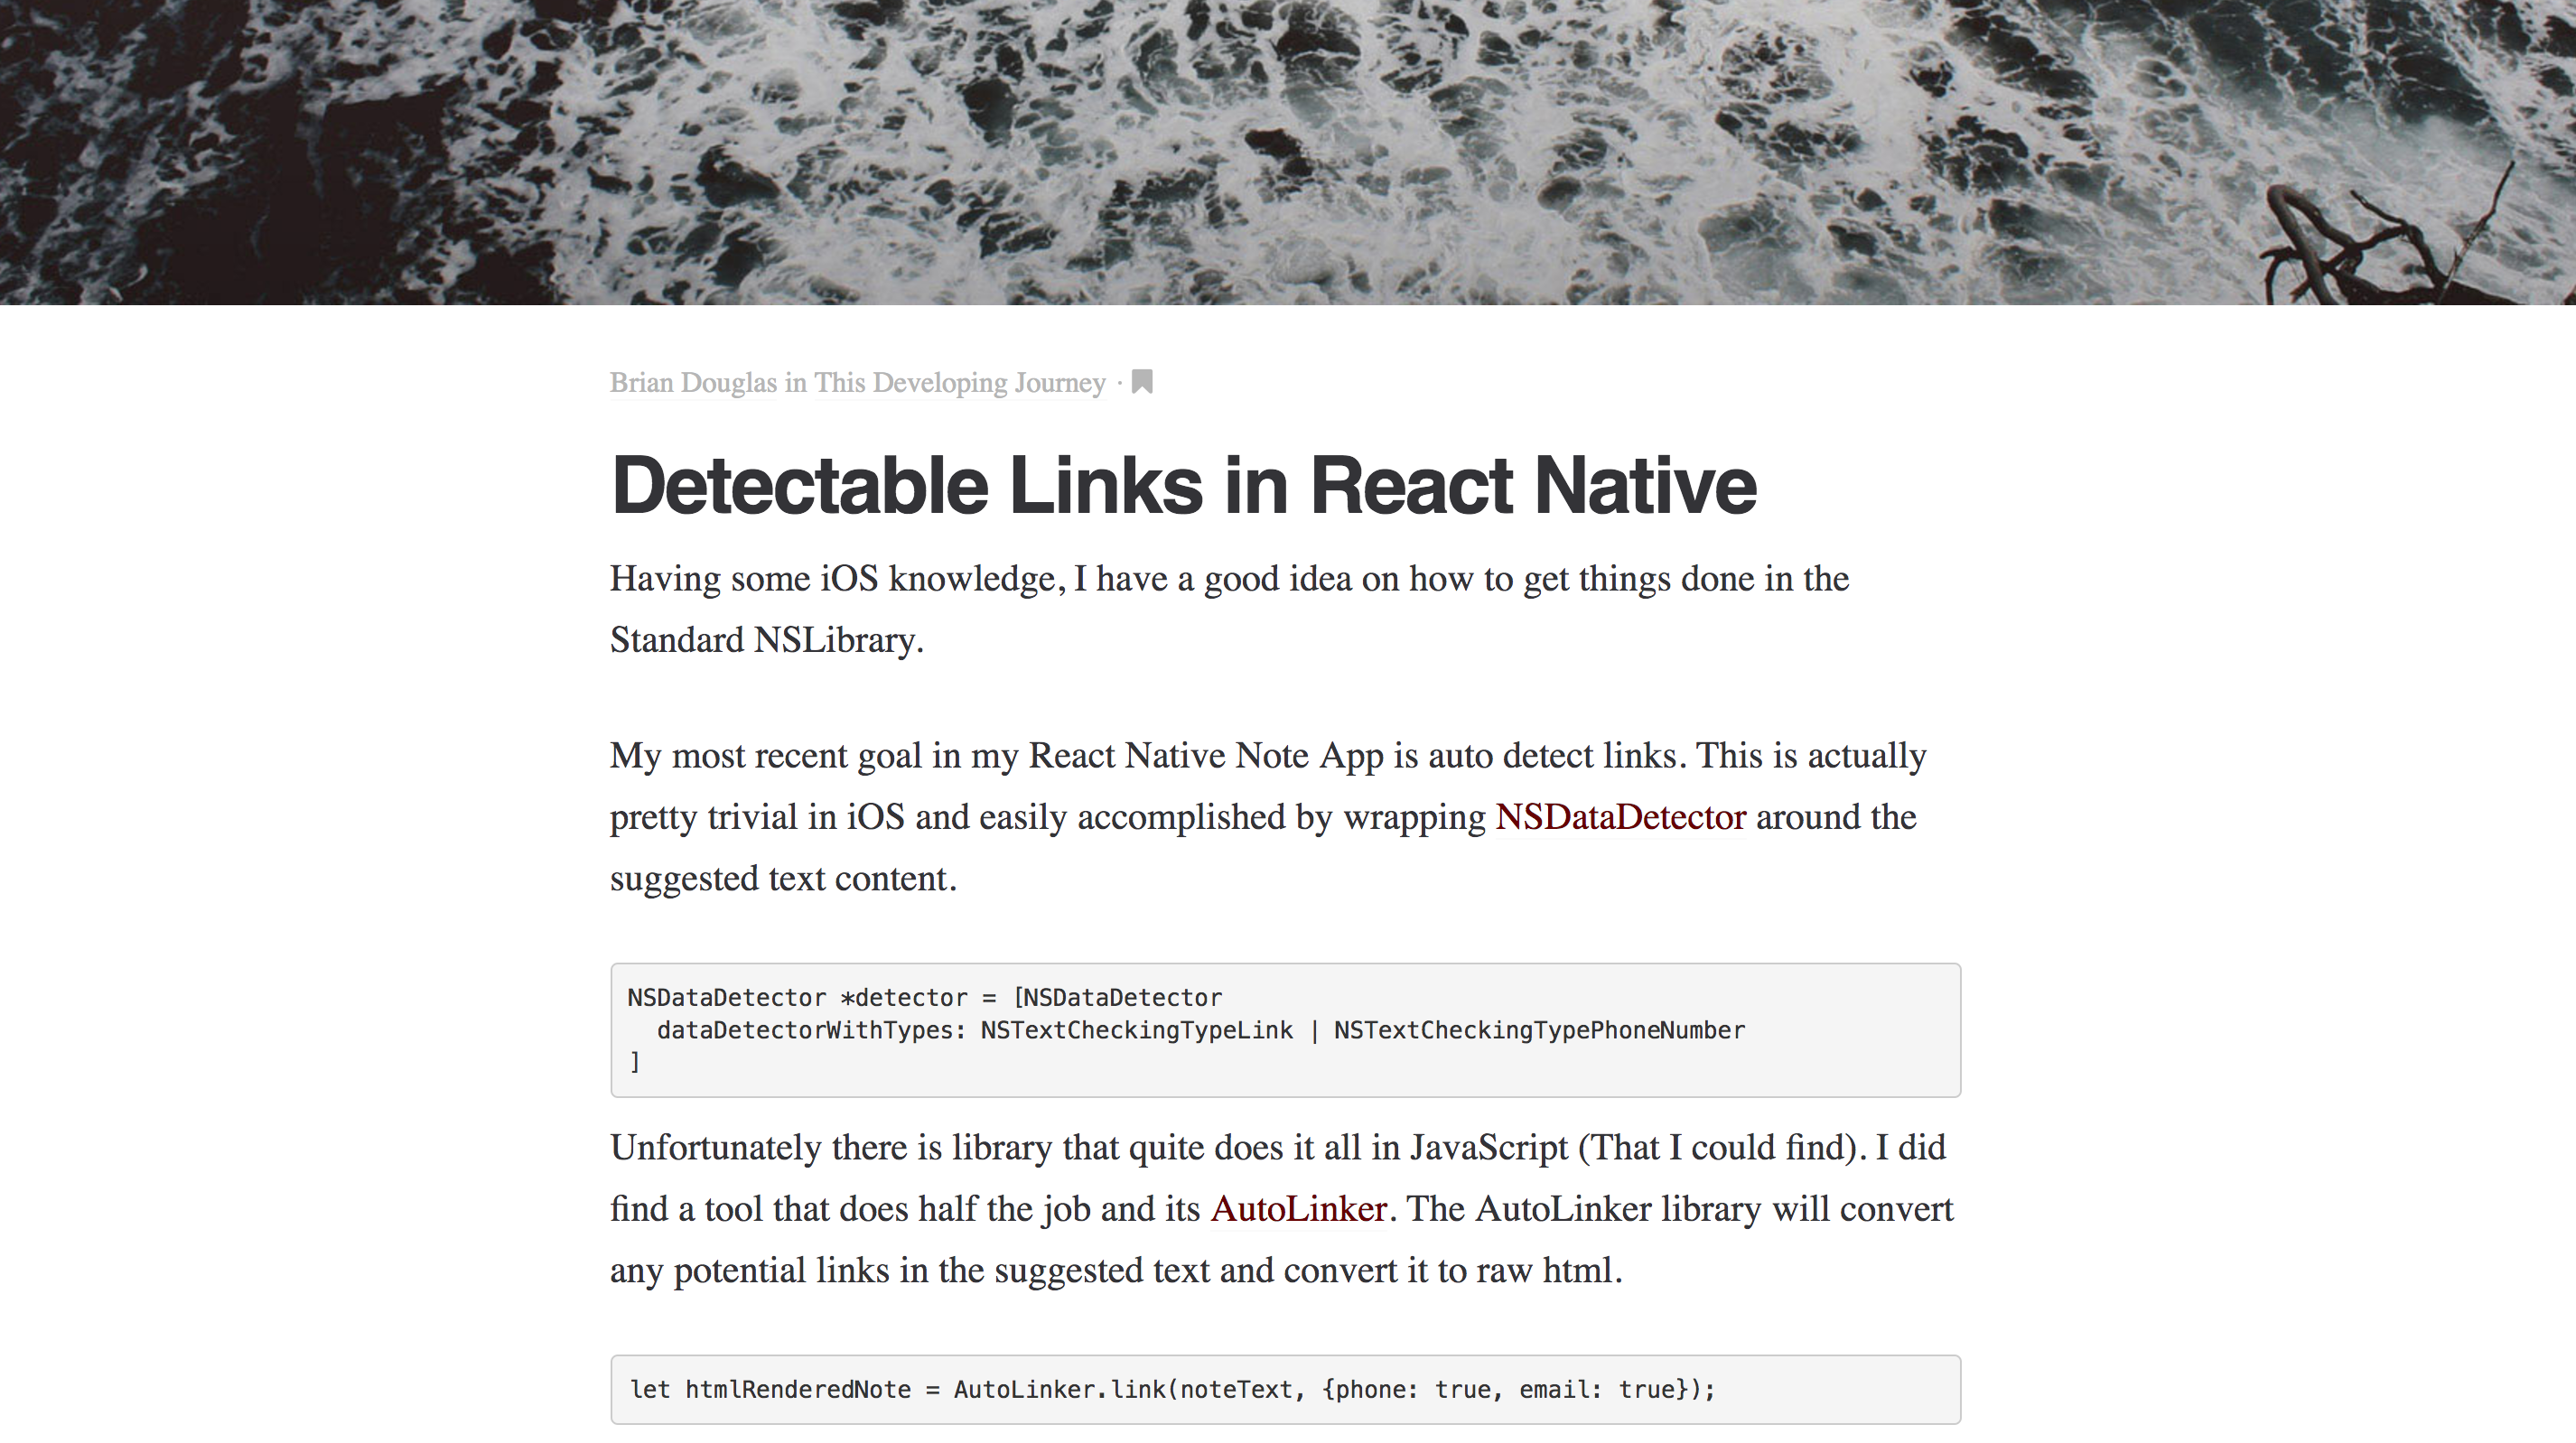 Brian Douglas in This Developing Journey ·
Detectable Links in React Native
Having some iOS knowledge, I have a good idea on how to get things done in the
Standard NSLibrary.
My most recent goal in my React Native Note App is auto detect links. This is actually
pretty trivial in iOS and easily accomplished by wrapping NSDataDetector around the
suggested text content.
NSDataDetector *detector = [NSDataDetector
  dataDetectorWithTypes: NSTextCheckingTypeLink | NSTextCheckingTypePhoneNumber
]
Unfortunately there is library that quite does it all in JavaScript (That I could find). I did
find a tool that does half the job and its AutoLinker. The AutoLinker library will convert
any potential links in the suggested text and convert it to raw html.
let htmlRenderedNote = AutoLinker.link(noteText, {phone: true, email: true});